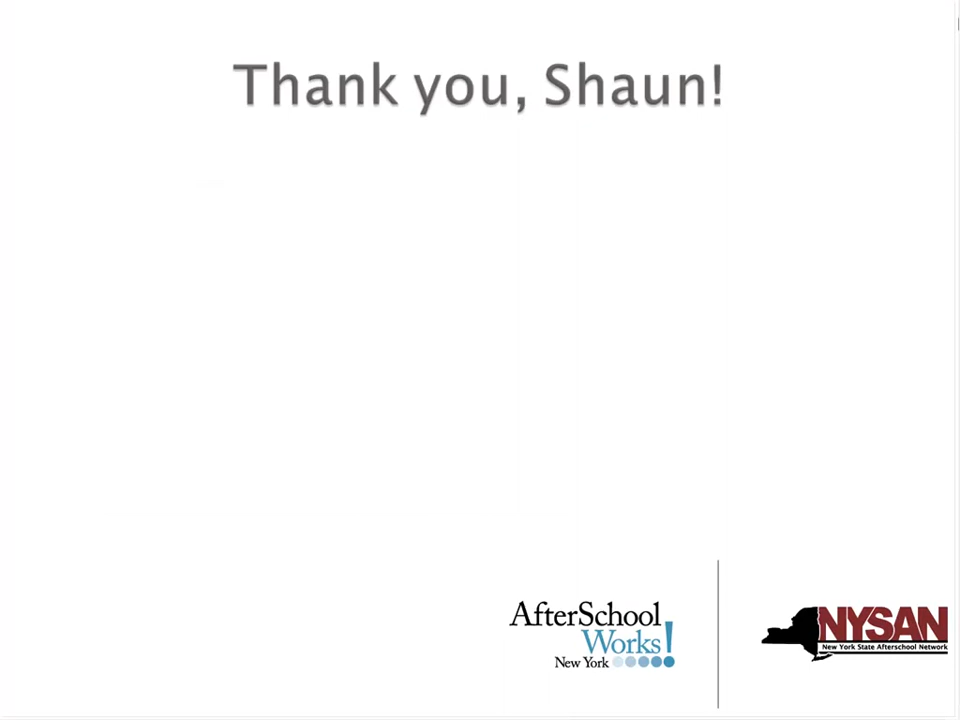 Thank you, Shaun!
AfterSchool
Works!
New York
NYSAN
New York State Afterschool Network